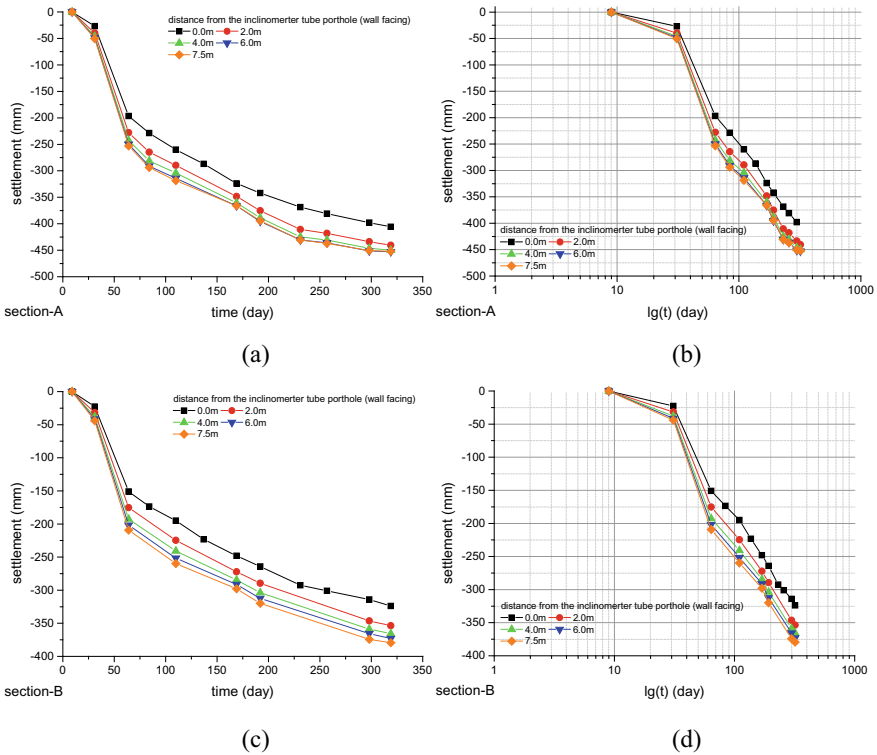 distance from the inclinomerter tube porthole (wall facing)
0.0m 2.0m
4.0m 6.0m
7.5m
settlement (mm)
0
-50
-100
-150
-200
-250
-300
-350
-400
-450
-500
0 50 100 150 200 250 300 350
section-A time (day)
(a)
settlement (mm)
0
-50
-100
-150
-200
-250
-300
-350
-400
-450
-500
distance from the inclinomerter tube porthole (wall facing)
0.0m 2.0m
4.0m 6.0m
7.5m
1 10 100 1000
section-A lg(t) (day)
(b)
distance from the inclinomerter tube porthole (wall facing)
0.0m 2.0m
4.0m 6.0m
7.5m
settlement (mm)
0
-50
-100
-150
-200
-250
-300
-350
-400
0 50 100 150 200 250 300 350
section-B time (day)
(c)
settlement (mm)
0
-50
-100
-150
-200
-250
-300
-350
-400
distance from the inclinomerter tube porthole (wall facing)
0.0m 2.0m
4.0m 6.0m
7.5m
1 10 100 1000
section-B lg(t) (day)
(d)